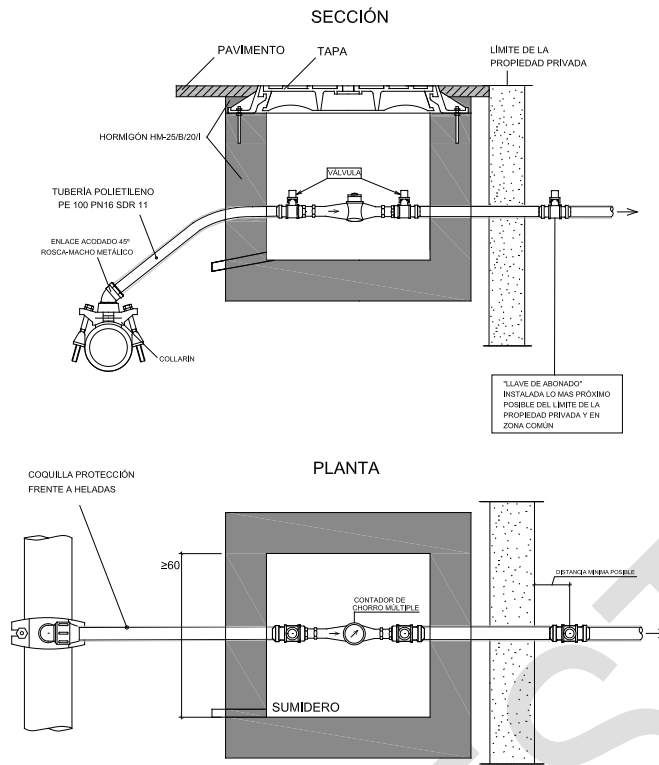 SECCIÓN
PAVIMENTO
TAPA
LÍMITE DE LA
PROPIEDAD PRIVADA
HORMIGÓN HM-25/B/20/I
VÁLVULA
TUBERÍA POLIETILENO
PE 100 PN16 SDR 11
ENLACE ACODADO 45º
ROSCA-MACHO METÁLICO
COLLARÍN
"LLAVE DE ABONADO"
INSTALADA LO MAS PRÓXIMO
POSIBLE DEL LÍMITE DE LA
PROPIEDAD PRIVADA Y EN
ZONA COMÚN
PLANTA
COQUILLA PROTECCIÓN
FRENTE A HELADAS
≥60
DISTANCIA MÍNIMA POSIBLE
CONTADOR DE
CHORRO MÚLTIPLE
SUMIDERO